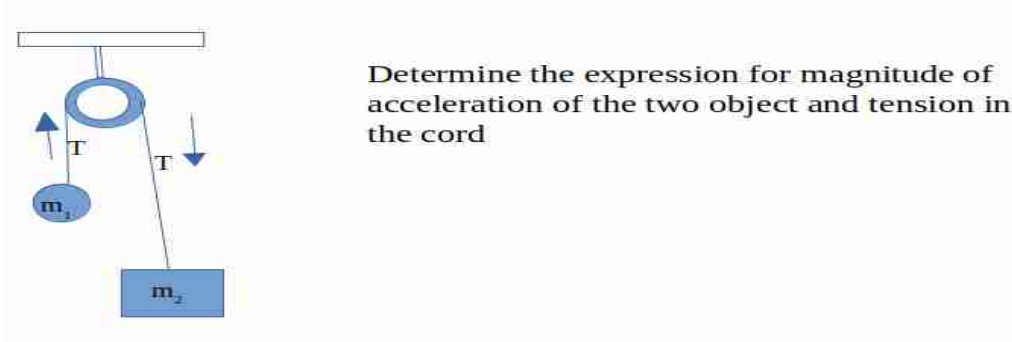 Determine the expression for magnitude of
acceleration of the two object and tension in
the cord
T
T
m₁
m₂